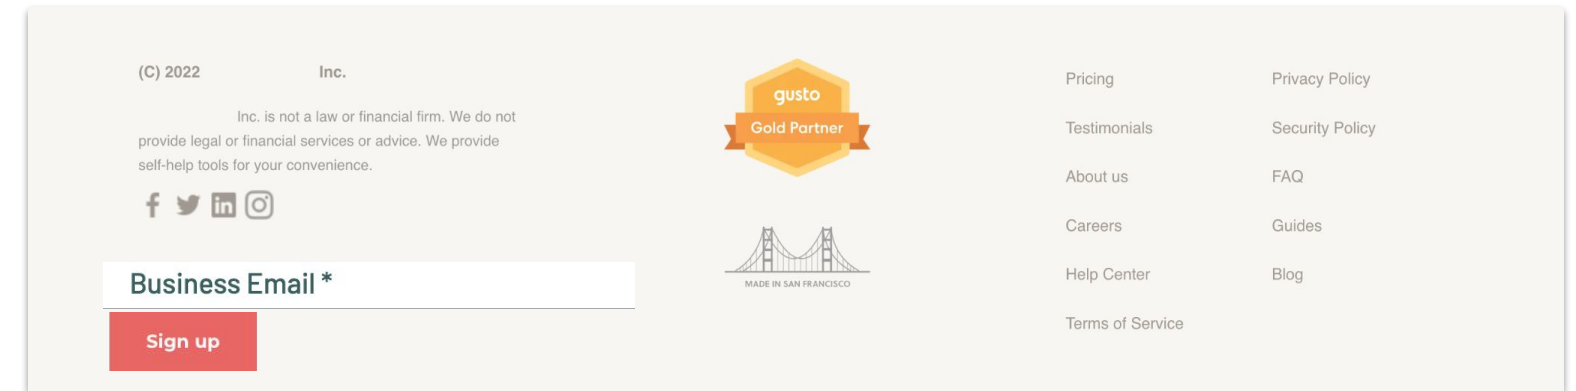 (C) 2022 Inc.
Inc. is not a law or financial firm. We do not
provide legal or financial services or advice. We provide
self-help tools for your convenience.
Business Email *
Sign up
gusto
Gold Partner
MADE IN SAN FRANCISCO
Pricing
Testimonials
About us
Careers
Help Center
Terms of Service
Privacy Policy
Security Policy
FAQ
Guides
Blog